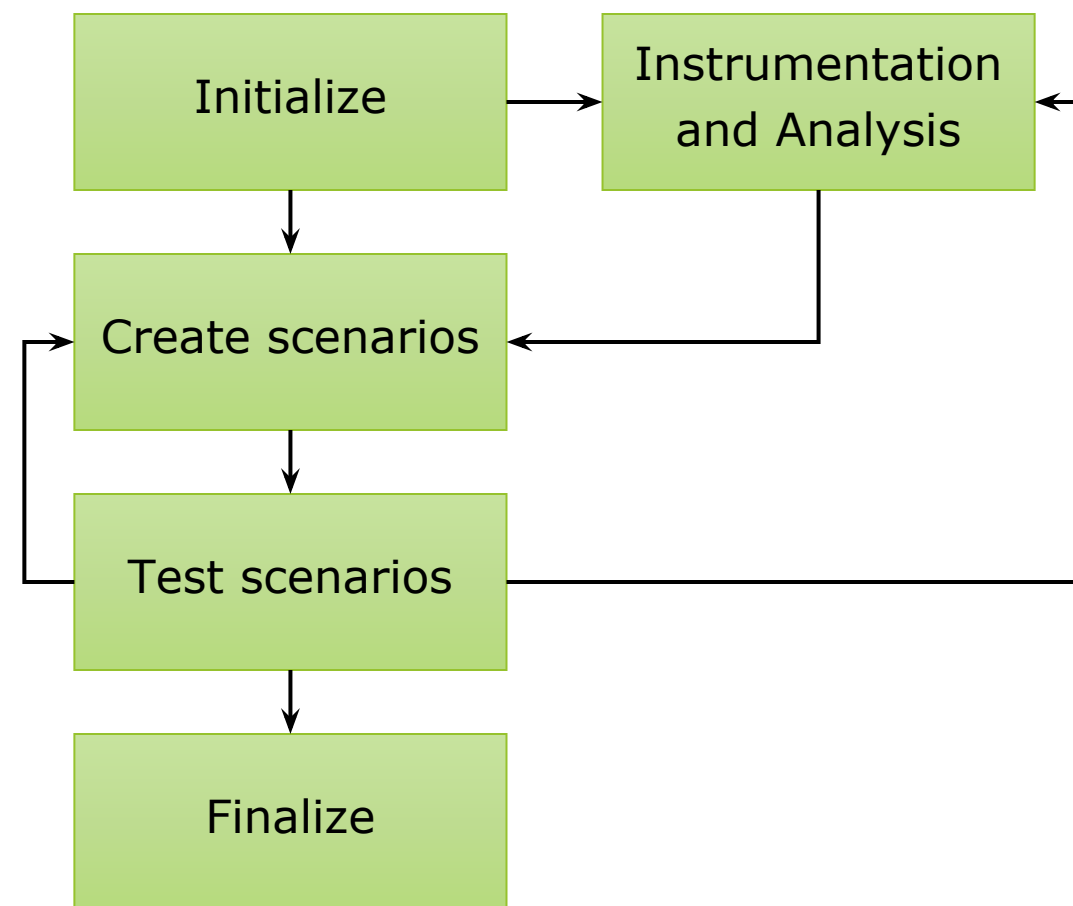 Initialize
Instrumentation
and Analysis
Create scenarios
Test scenarios
Finalize